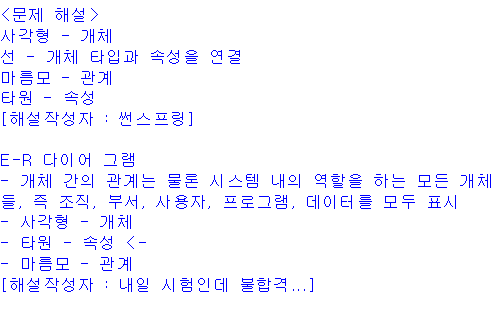 <문제 해설>
사각형 - 개체
선 - 개체 타입과 속성을 연결
마름모 - 관계
타원 - 속성
[해설작성자 : 썬스프링]

E-R 다이어 그램
- 개체 간의 관계는 물론 시스템 내의 역할을 하는 모든 개체
들, 즉 조직, 부서, 사용자, 프로그램, 데이터를 모두 표시
- 사각형 - 개체
- 타원 - 속성 <-
- 마름모 - 관계
[해설작성자 : 내일 시험인데 불합격...]